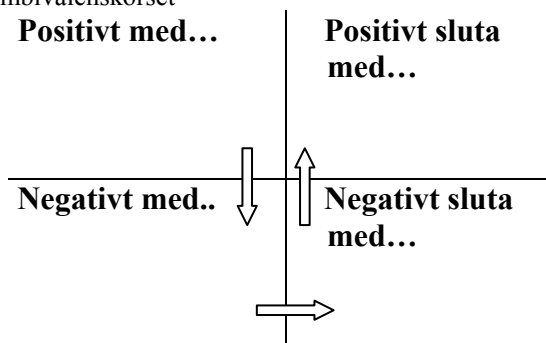 mbivalenskorset
Positivt med…
Positivt sluta
med…
Negativt med..
Negativt sluta
med…